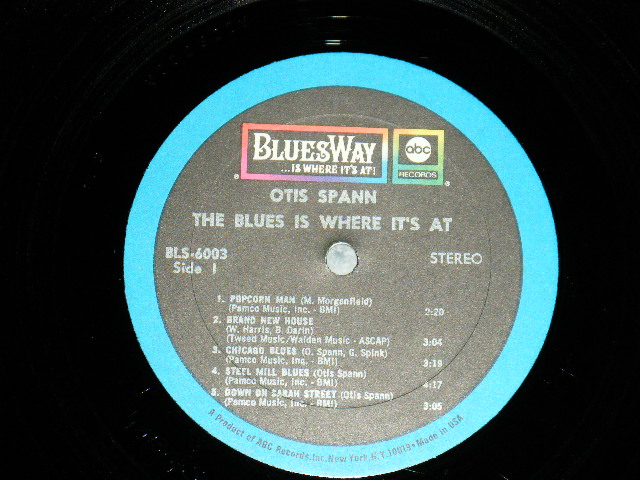 BLUESWAY
...IS WHERE IT'S AT!
abc
RECORDS
OTIS SPANN
THE BLUES IS WHERE IT'S AT
BLS-6003
Side 1
STEREO
1. POPCORN MAN (M. Morgenfield)
(Pamco Music, Inc. - BMI) 2:20
2. BRAND NEW HOUSE
(W. Harris, B. Darin)
(Tweed Music/Walden Music - ASCAP) 3:04
3. CHICAGO BLUES (O. Spann, G. Spink)
(Pamco Music, Inc. - BMI) 3:19
4. STEEL MILL BLUES (Otis Spann)
(Pamco Music, Inc. - BMI) 4:17
5. DOWN ON SARAH STREET (Otis Spann)
(Pamco Music, Inc. - BMI) 3:05
A Product of ABC Records, Inc. New York, N.Y. 10019 • Made in USA